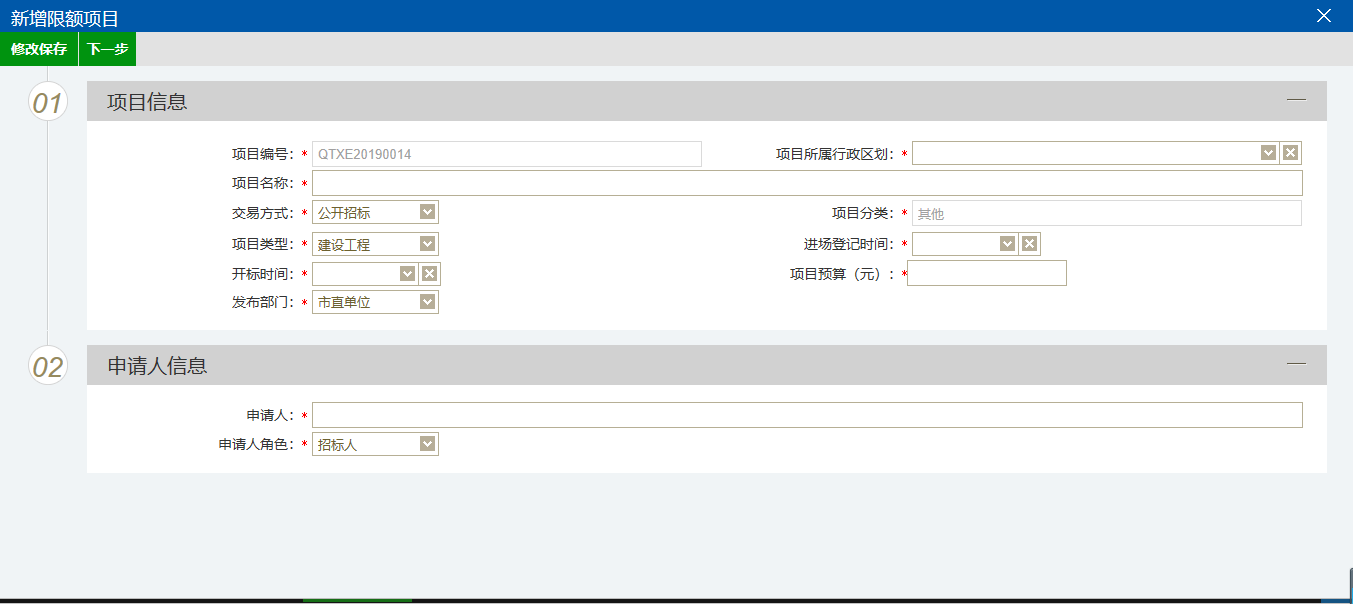 新增限额项目
修改保存 下一步
01 项目信息
项目编号：* QTXE20190014 项目所属行政区划：*
项目名称：*
交易方式：* 公开招标 项目分类：* 其他
项目类型：* 建设工程 进场登记时间：*
开标时间：* 项目预算（元）：*
发布部门：* 市直单位
02 申请人信息
申请人：*
申请人角色：* 招标人